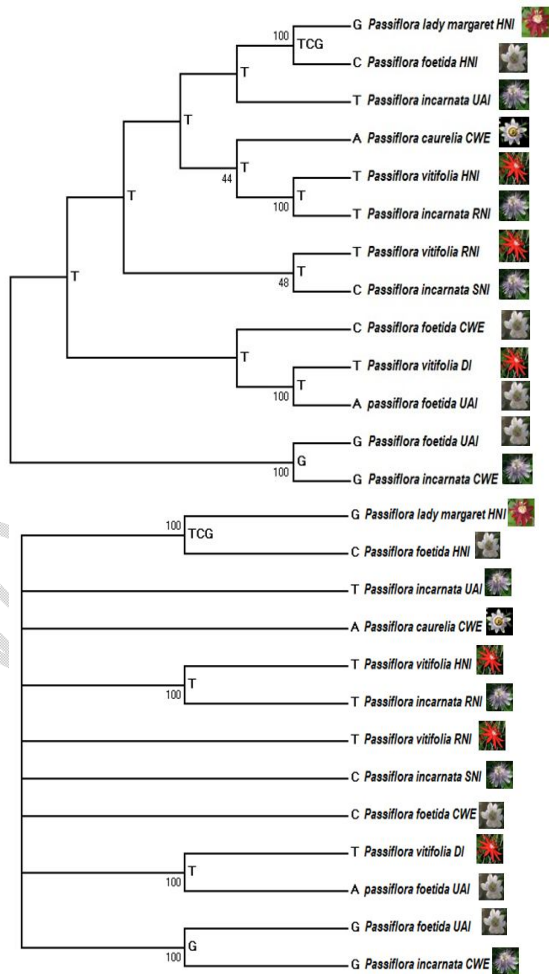 G Passiflora lady margaret HNI
100
TCG
C Passiflora foetida HNI
T
T Passiflora incarnata UAI
T
A Passiflora caurelia CWE
T
44
T Passiflora vitifolia HNI
T
100
T
T Passiflora incarnata RNI
T Passiflora vitifolia RNI
T
48
C Passiflora incarnata SNI
T
C Passiflora foetida CWE
T
T Passiflora vitifolia DI
T
100
A passiflora foetida UAI
G Passiflora foetida UAI
G
100
G Passiflora incarnata CWE
G Passiflora lady margaret HNI
100
TCG
C Passiflora foetida HNI
T Passiflora incarnata UAI
A Passiflora caurelia CWE
T Passiflora vitifolia HNI
T
100
T Passiflora incarnata RNI
T Passiflora vitifolia RNI
C Passiflora incarnata SNI
C Passiflora foetida CWE
T Passiflora vitifolia DI
T
100
A passiflora foetida UAI
G Passiflora foetida UAI
G
100
G Passiflora incarnata CWE